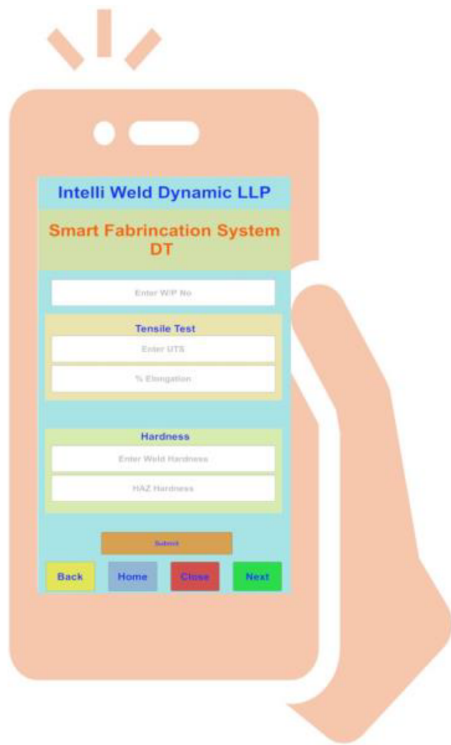 Intelli Weld Dynamic LLP
Smart Fabrincation System
DT
Enter W/P No
Tensile Test
Enter UTS
% Elongation
Hardness
Enter Weld Hardness
HAZ Hardness
Submit
Back Home Close Next